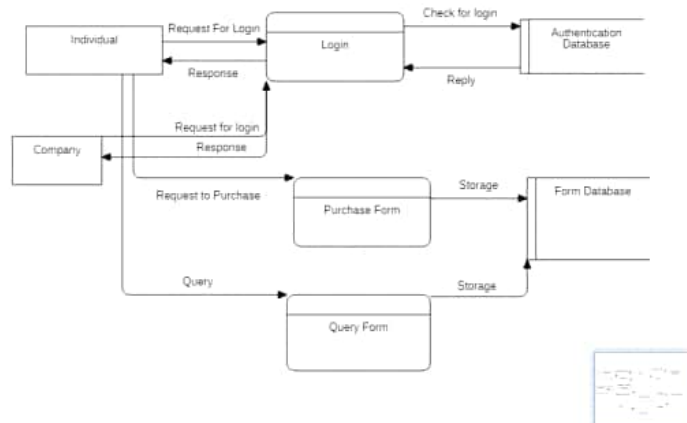 Individual
Request For Login
Response
Login
Check for login
Reply
Authentication
Database
Company
Request for login
Response
Request to Purchase
Purchase Form
Storage
Form Database
Query
Query Form
Storage